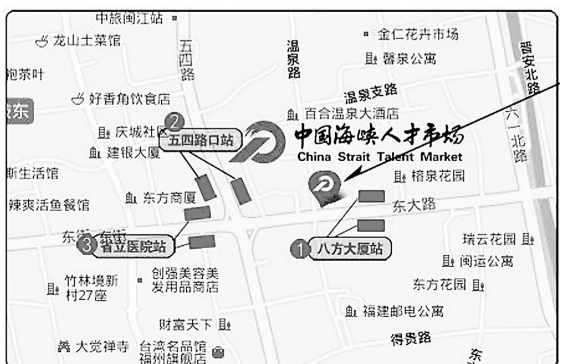 中旅闽江站
龙山土菜馆
五四路
温泉路
金仁花卉市场
馨泉公寓
晋安北路
抱茶叶
好香角饮食店
温泉支路
百合温泉大酒店
六一北路
庆城社区
2
五四路口站
建银大厦
中国海峡人才市场
China Strait Talent Market
斯生活馆
东方商厦
榕泉花园
辣爽活鱼餐馆
东大路
东街
东街
3
省立医院站
1
八方大厦站
瑞云花园
闽运公寓
竹林境新
村27座
创强美容美
发用品商店
东方花园
福建邮电公寓
财富天下
得贵路
大觉禅寺
台湾名品馆
福州旗舰店
东